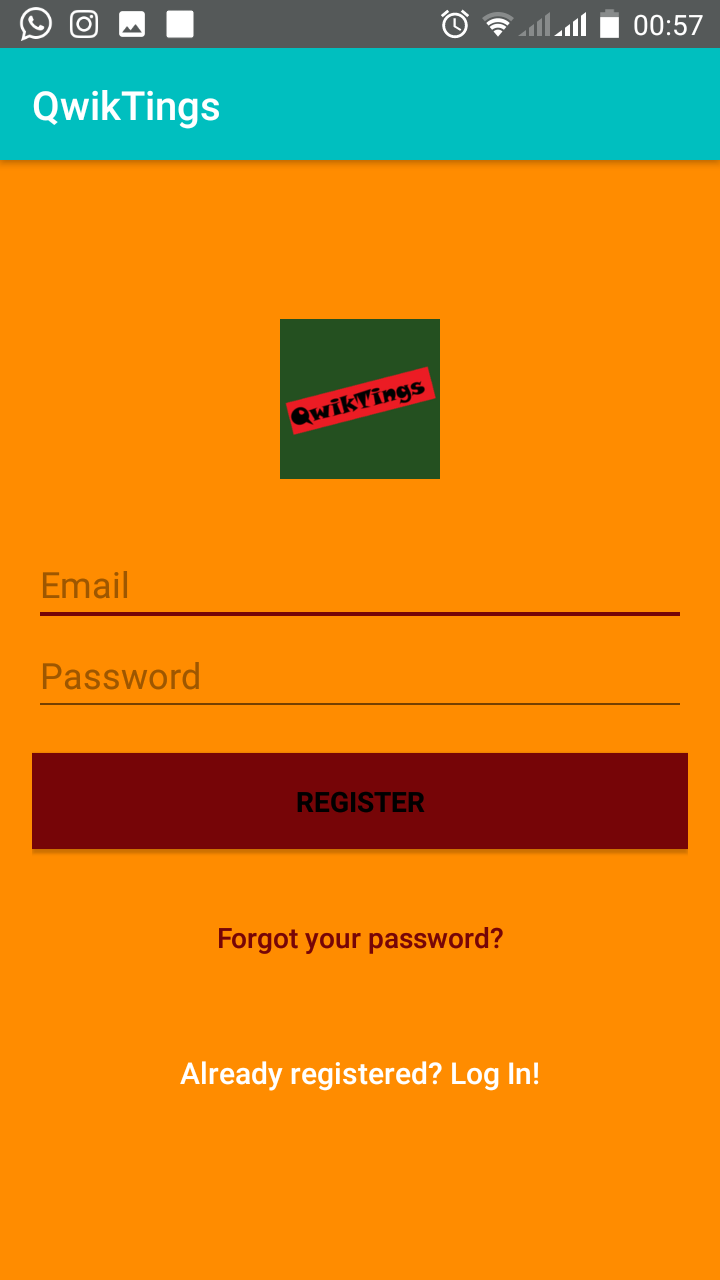 00:57
QwikTings
QwikTings
Email
Password
REGISTER
Forgot your password?
Already registered? Log In!